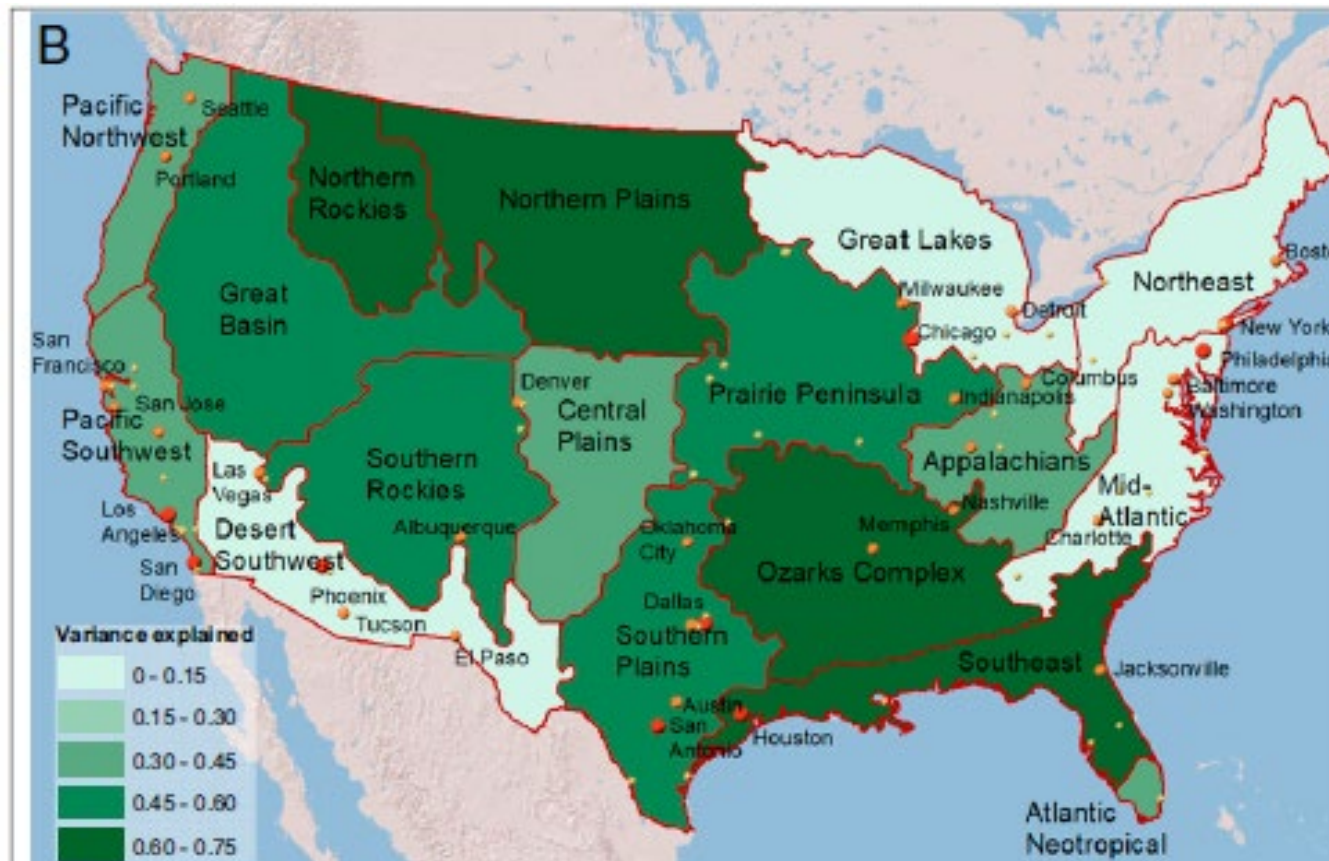 B
Pacific
Northwest
Seattle
Portland
Northern
Rockies
Northern Plains
Great Lakes
Northeast
Bost
Great
Basin
Milwaukee
Detroit
Chicago
New York
Philadelphia
San
Francisco
San Jose
Denver
Central
Plains
Prairie Peninsula
Indianapolis
Columbus
Baltimore
Washington
Pacific
Southwest
Las
Vegas
Southern
Rockies
Appalachians
Nashville
Mid-
Atlantic
Los
Angeles
Desert
Southwest
Albuquerque
Oklahoma
City
Memphis
Charlotte
San
Diego
Ozarks Complex
Phoenix
Tucson
El Paso
Dallas
Southern
Plains
Southeast
Jacksonville
Austin
San
Antonio
Houston
Atlantic
Neotropical
Variance explained
0 - 0.15
0.15 - 0.30
0.30 - 0.45
0.45 - 0.60
0.60 - 0.75